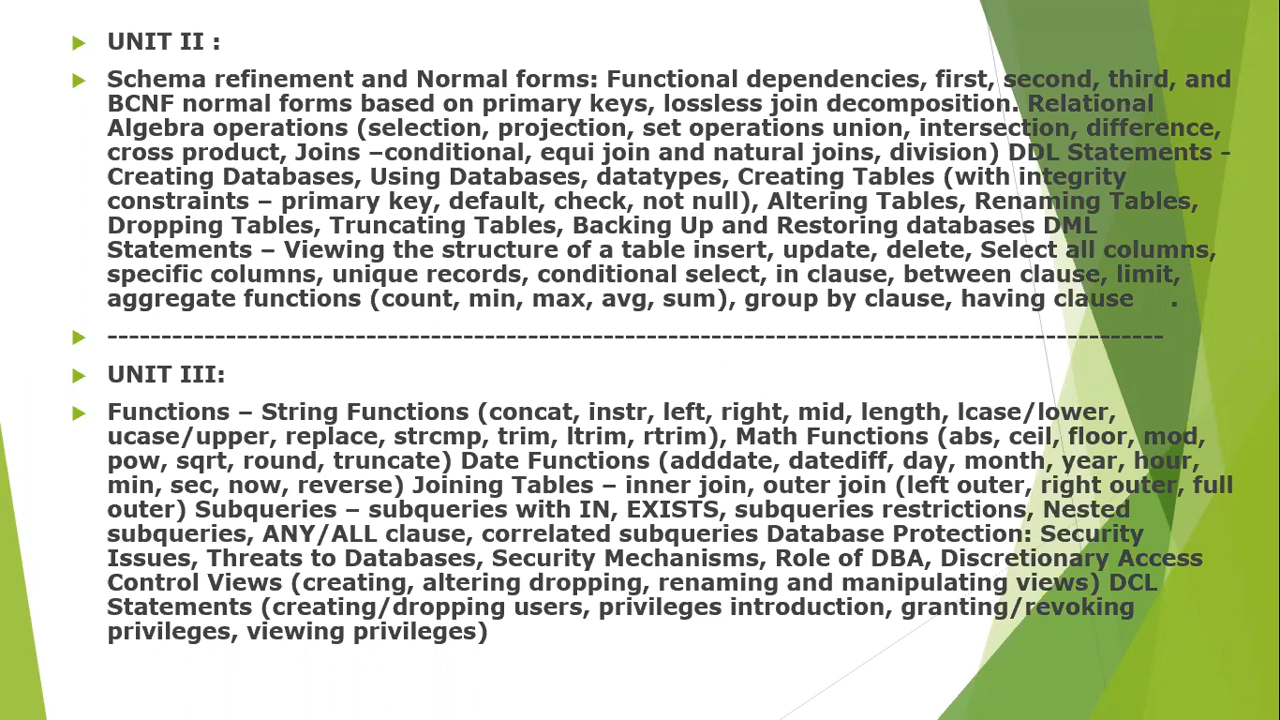 UNIT II :
Schema refinement and Normal forms: Functional dependencies, first, second, third, and
BCNF normal forms based on primary keys, lossless join decomposition. Relational
Algebra operations (selection, projection, set operations union, intersection, difference,
cross product, Joins –conditional, equi join and natural joins, division) DDL Statements -
Creating Databases, Using Databases, datatypes, Creating Tables (with integrity
constraints – primary key, default, check, not null), Altering Tables, Renaming Tables,
Dropping Tables, Truncating Tables, Backing Up and Restoring databases DML
Statements – Viewing the structure of a table insert, update, delete, Select all columns,
specific columns, unique records, conditional select, in clause, between clause, limit,
aggregate functions (count, min, max, avg, sum), group by clause, having clause .
--------------------------------------------------------------------------------------
UNIT III:
Functions – String Functions (concat, instr, left, right, mid, length, lcase/lower,
ucase/upper, replace, strcmp, trim, ltrim, rtrim), Math Functions (abs, ceil, floor, mod,
pow, sqrt, round, truncate) Date Functions (adddate, datediff, day, month, year, hour,
min, sec, now, reverse) Joining Tables – inner join, outer join (left outer, right outer, full
outer) Subqueries – subqueries with IN, EXISTS, subqueries restrictions, Nested
subqueries, ANY/ALL clause, correlated subqueries Database Protection: Security
Issues, Threats to Databases, Security Mechanisms, Role of DBA, Discretionary Access
Control Views (creating, altering dropping, renaming and manipulating views) DCL
Statements (creating/dropping users, privileges introduction, granting/revoking
privileges, viewing privileges)